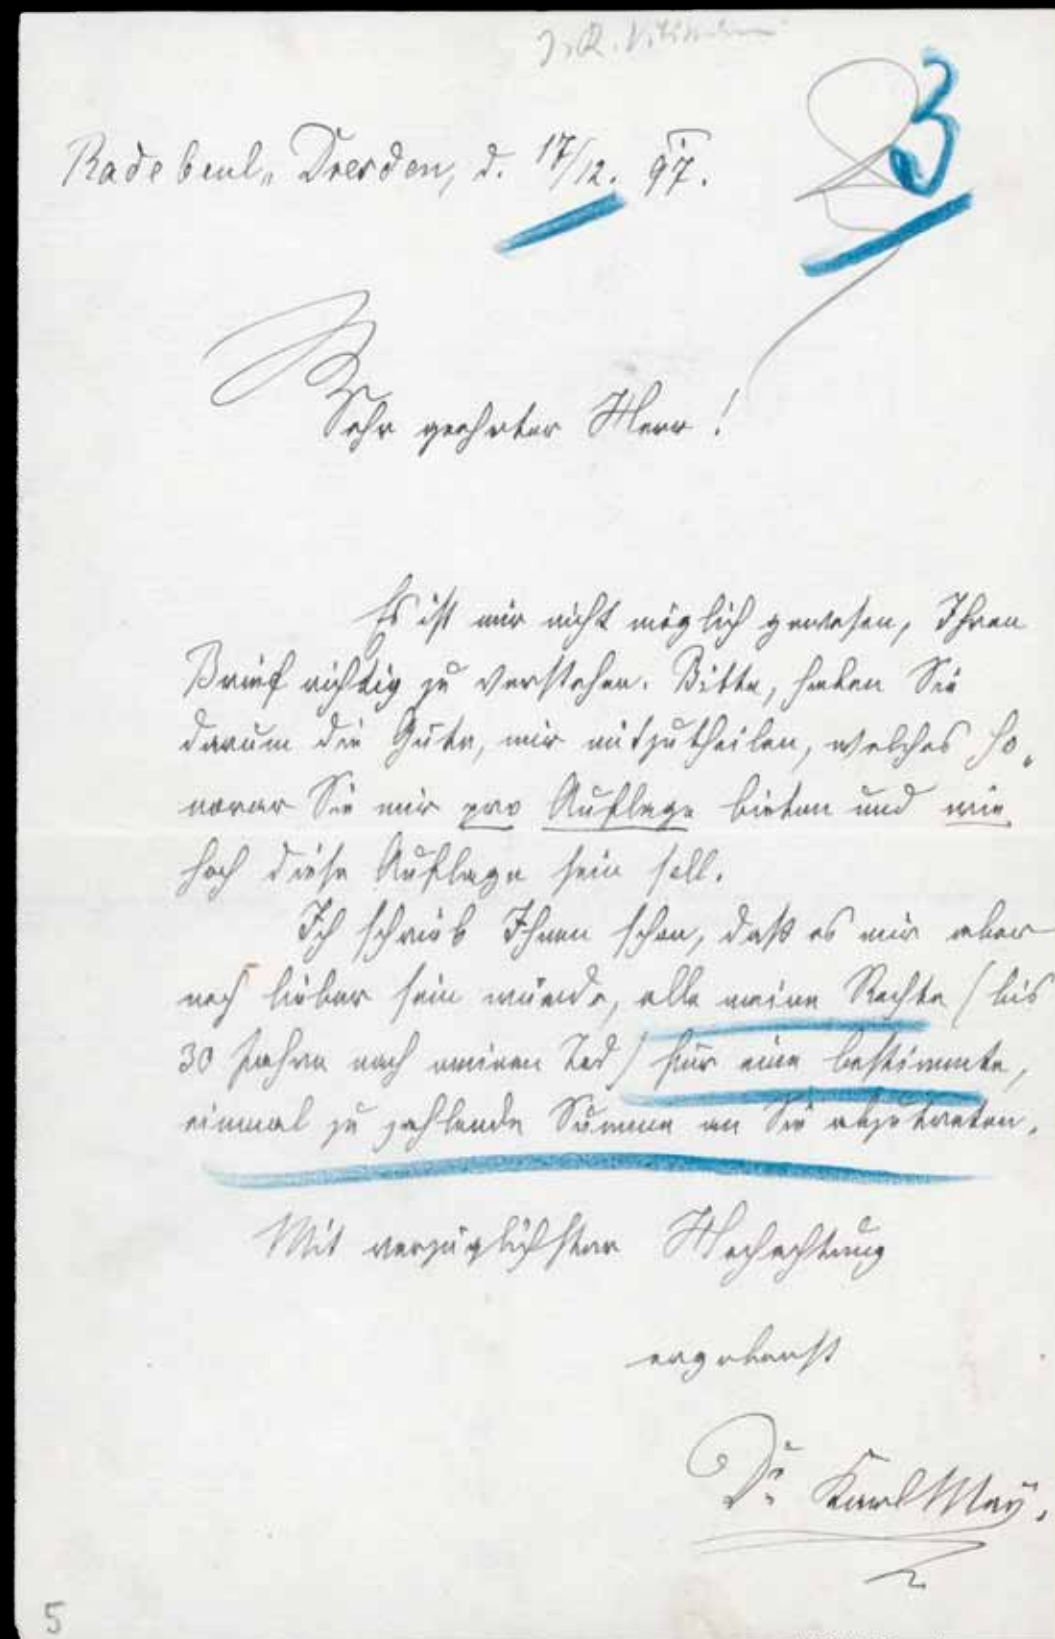 3
Radebeul-Dresden, d. 17/12. 97.
Sehr geehrter Herr!
Es ist mir nicht möglich gewesen, Ihren
Brief richtig zu verstehen. Bitte, haben Sie
darum die Güte, mir mitzutheilen, welches Ho-
norar Sie mir pro Auflage bieten und wie
hoch diese Auflage sein soll.
Ich schrieb Ihnen schon, daß es mir aber
noch lieber sein würde, alle meine Rechte (bis
30 Jahre nach meinem Tod) für eine bestimmte,
einmal zu zahlende Summe an Sie abzutreten.
Mit vorzüglichster Hochachtung
ergebenst
Dr. Karl May.
5